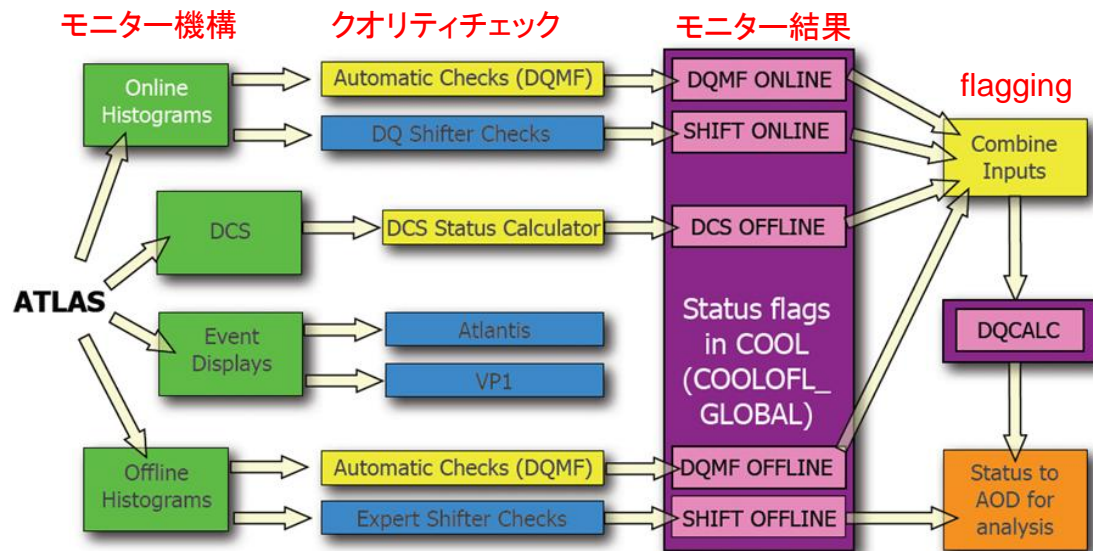 モニター機構
クオリティチェック
モニター結果
flagging
ATLAS
Online
Histograms
DCS
Event
Displays
Offline
Histograms
Automatic Checks (DQMF)
DQ Shifter Checks
DCS Status Calculator
Atlantis
VP1
Automatic Checks (DQMF)
Expert Shifter Checks
DQMF ONLINE
SHIFT ONLINE
DCS OFFLINE
Status flags
in COOL
(COOLOFL_
GLOBAL)
DQMF OFFLINE
SHIFT OFFLINE
Combine
Inputs
DQCALC
Status to
AOD for
analysis